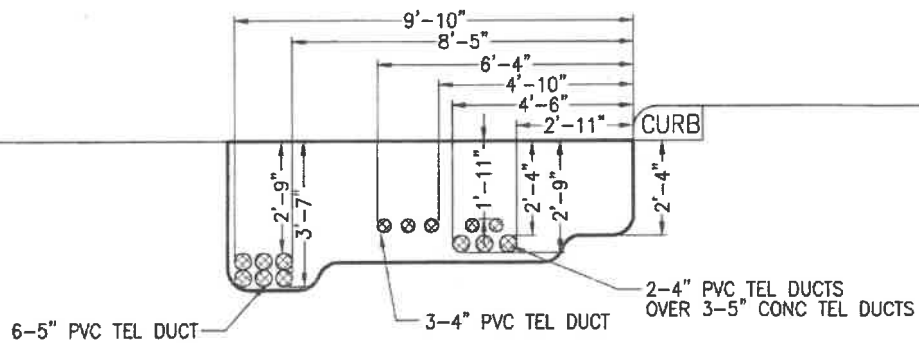 9'-10"
8'-5"
6'-4"
4'-10"
4'-6"
2'-11"
CURB
2'-9"
3'-7"
1'-11"
2'-4"
2'-9"
2'-4"
6-5" PVC TEL DUCT
3-4" PVC TEL DUCT
2-4" PVC TEL DUCTS
OVER 3-5" CONC TEL DUCTS